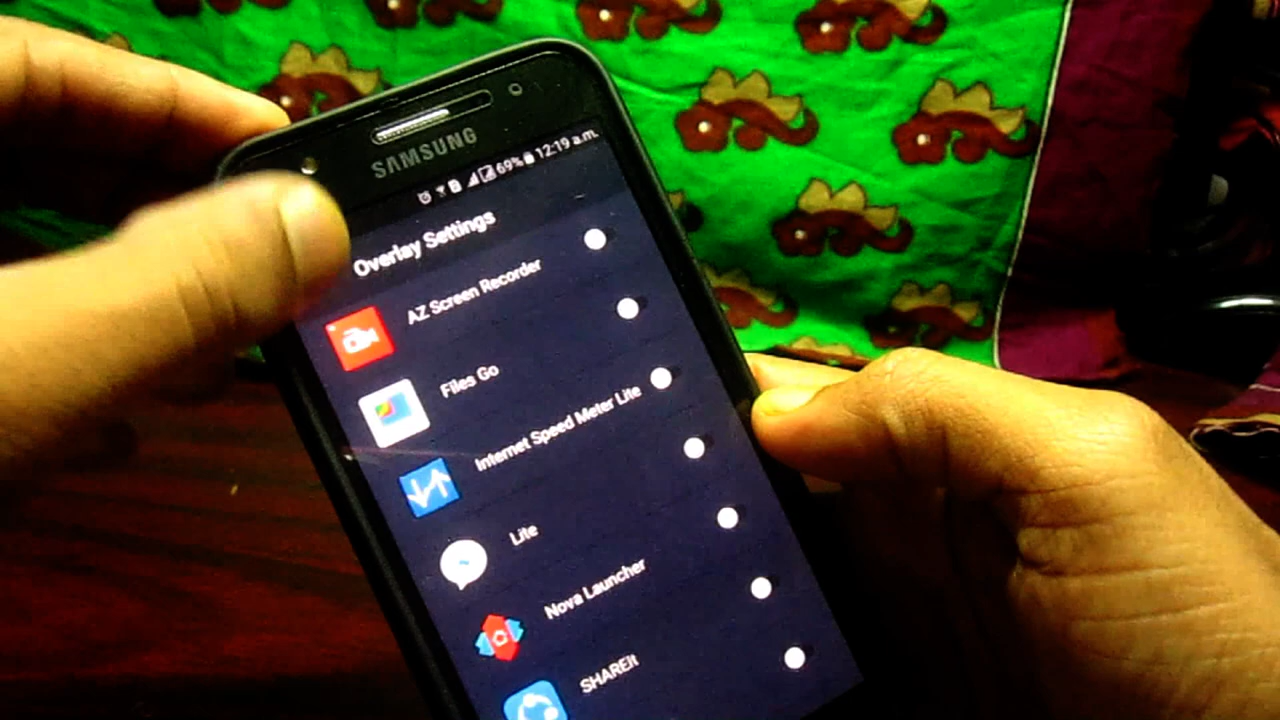 SAMSUNG
69% 12:19 a.m.
Overlay Settings
AZ Screen Recorder
Files Go
Internet Speed Meter Lite
Lite
Nova Launcher
SHAREit